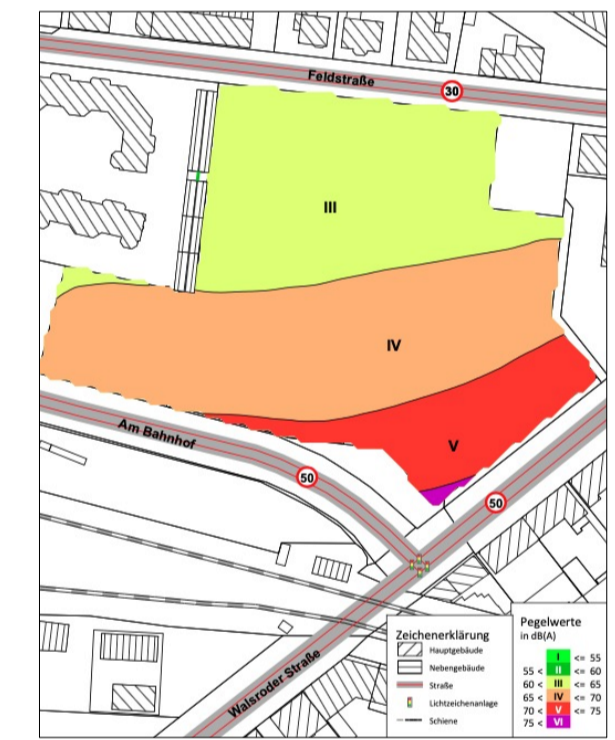 Feldstraße
30
III
IV
V
Am Bahnhof
50
50
Walsroder Straße
Zeichenerklärung
Hauptgebäude
Nebengebäude
Straße
Lichtzeichenanlage
Schiene
Pegelwerte
in dB(A)
I <= 55
55 < II <= 60
60 < III <= 65
65 < IV <= 70
70 < V <= 75
75 < VI